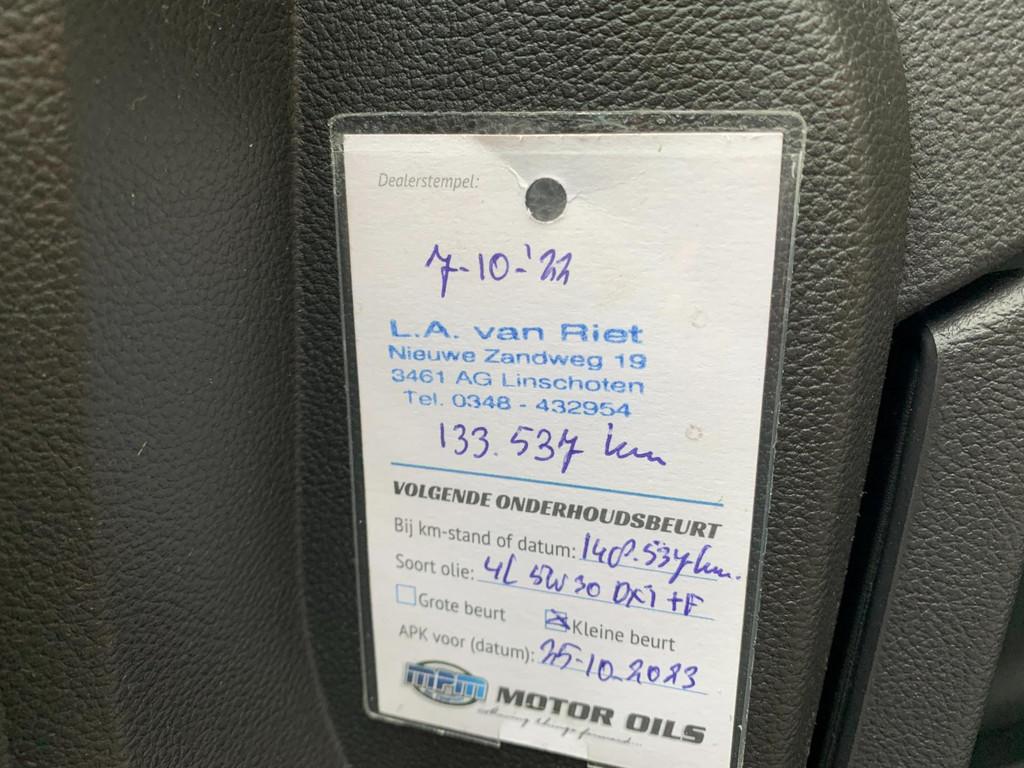 Dealerstempel:
7-10-'22
L.A. van Riet
Nieuwe Zandweg 19
3461 AG Linschoten
Tel. 0348 - 432954
133.537 km
VOLGENDE ONDERHOUDSBEURT
Bij km-stand of datum: 148.537 km.
Soort olie: 4L 5W30 DX1 + F
Grote beurt Kleine beurt
APK voor (datum): 25-10-2023
MPM MOTOR OILS